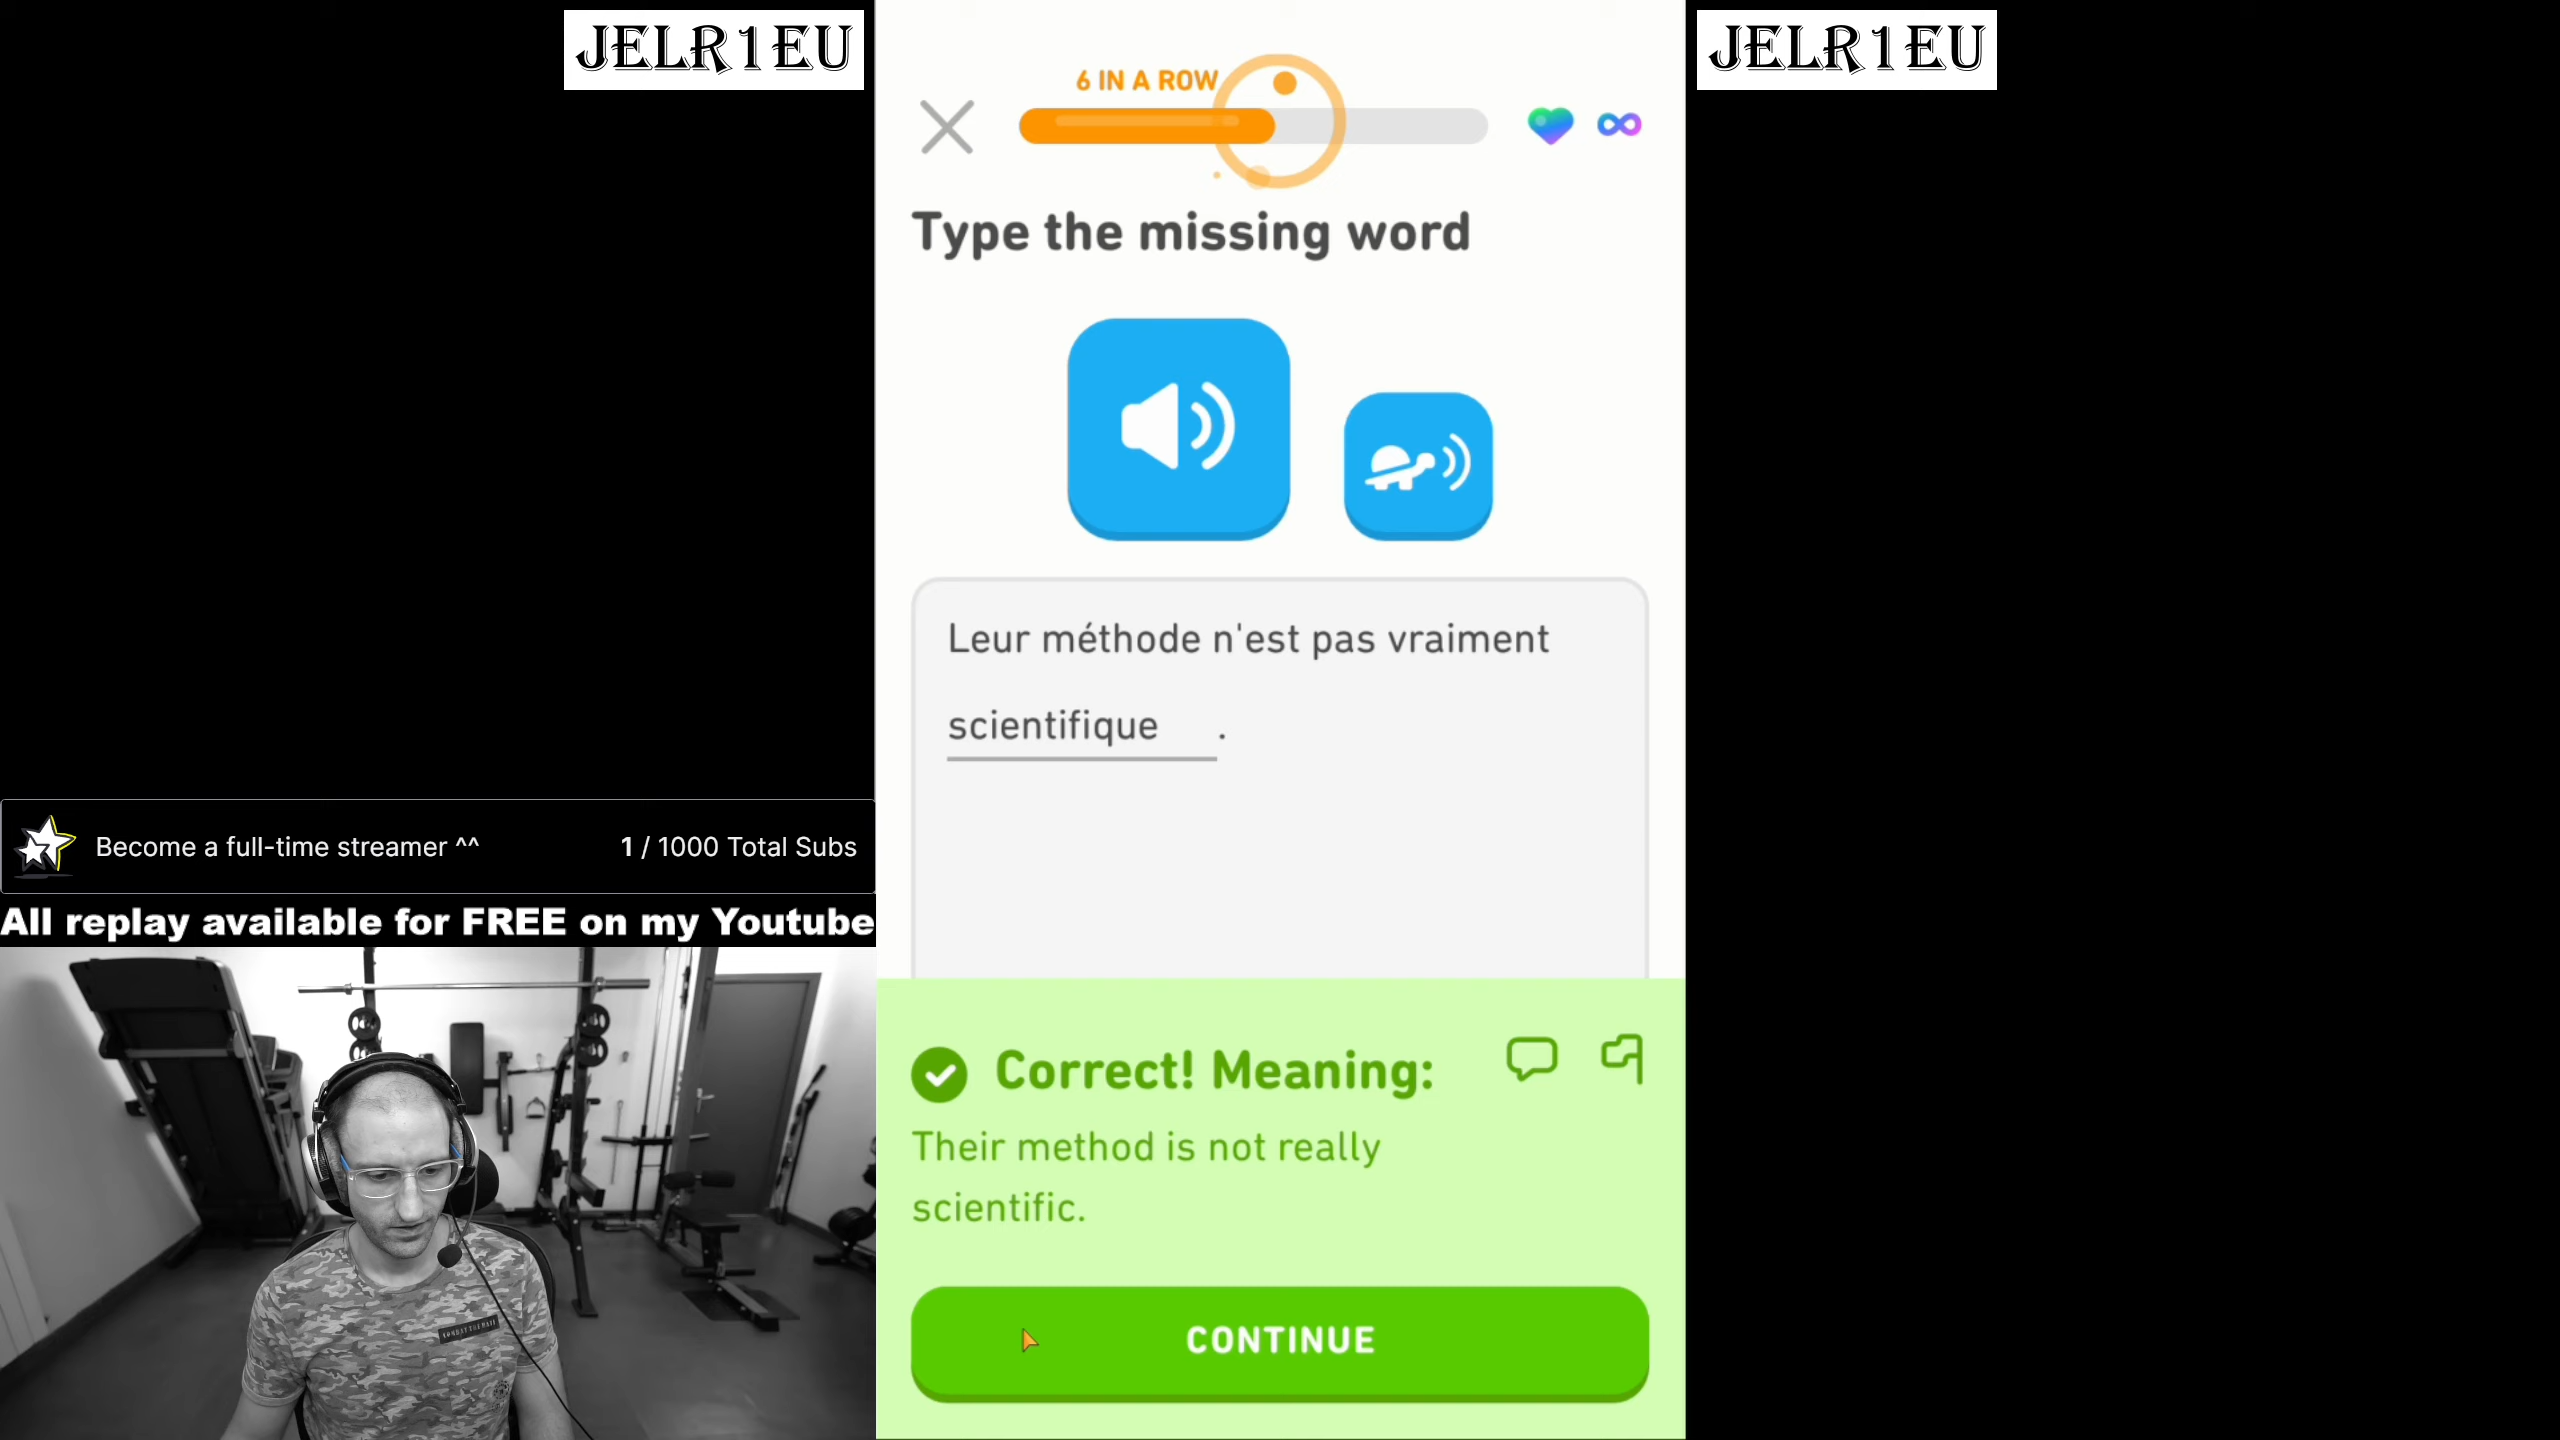 JELR1EU
JELR1EU
6 IN A ROW
Type the missing word
Leur méthode n'est pas vraiment
scientifique .
Correct! Meaning:
Their method is not really
scientific.
CONTINUE
Become a full-time streamer ^^ 1 / 1000 Total Subs
All replay available for FREE on my Youtube